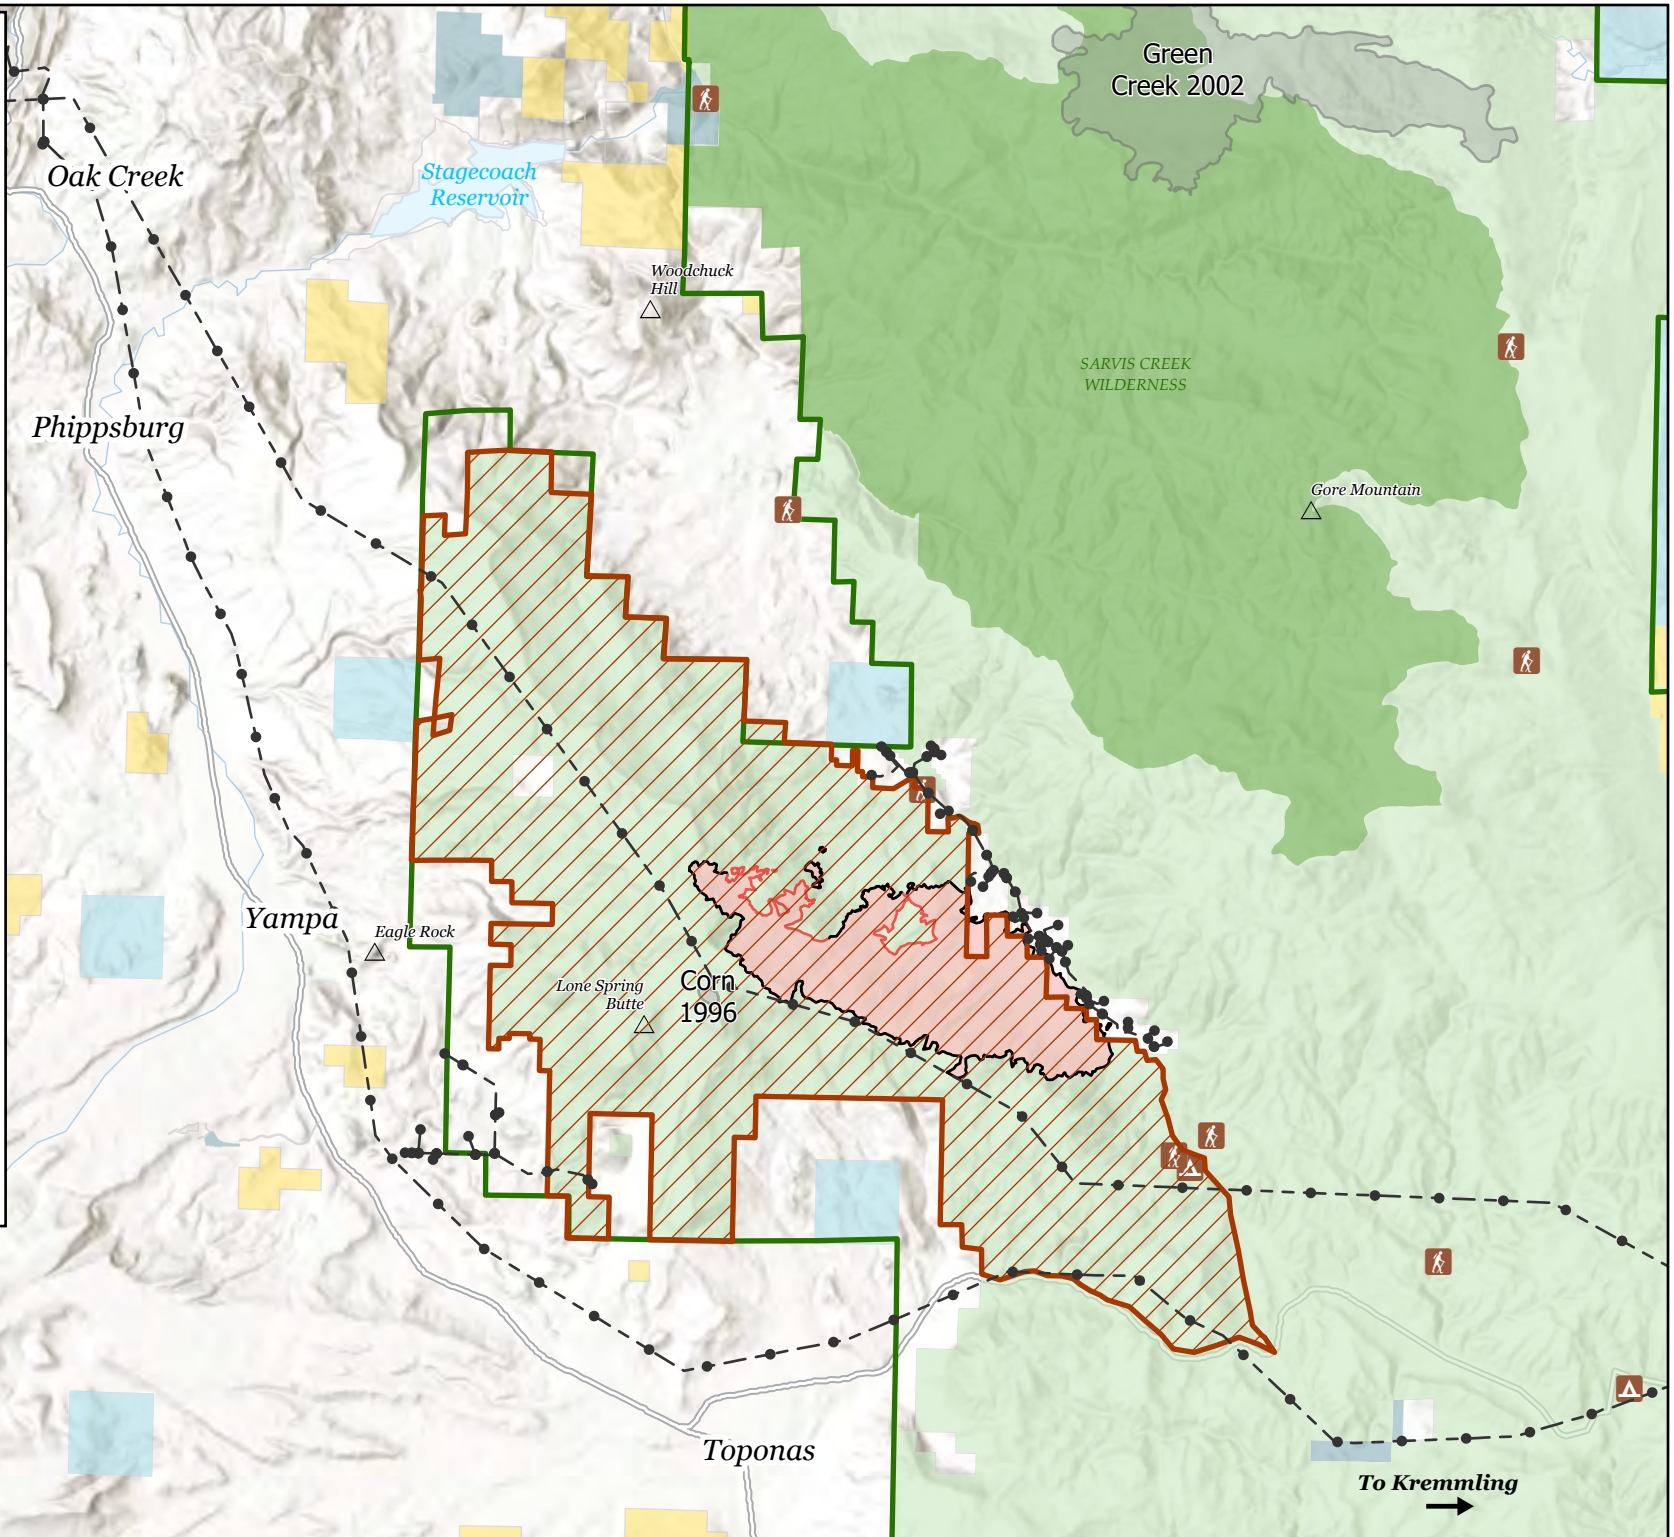 Green
Creek 2002
Oak Creek
Stagecoach
Reservoir
Woodchuck
Hill
SARVIS CREEK
WILDERNESS
Phippsburg
Gore Mountain
Yampa
Eagle Rock
Lone Spring
Butte
Corn
1996
Toponas
To Kremmling